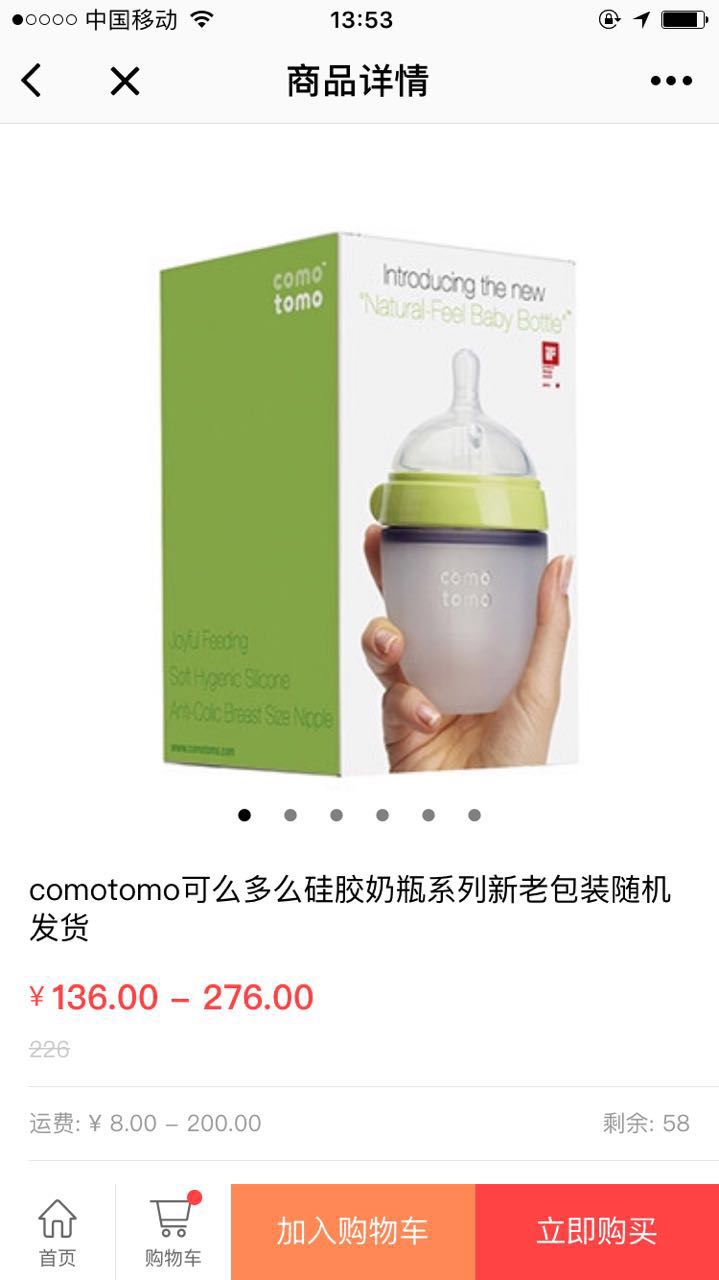 中国移动
13:53
商品详情
como
tomo
Introducing the new
"Natural-Feel Baby Bottle"
como
tomo
Joyful Feeding
Soft Hygienic Silicone
Anti-Colic Breast Size Nipple
www.comotomo.com
comotomo可么多么硅胶奶瓶系列新老包装随机
发货
¥136.00 – 276.00
226
运费: ¥ 8.00 – 200.00
剩余: 58
首页
购物车
加入购物车
立即购买